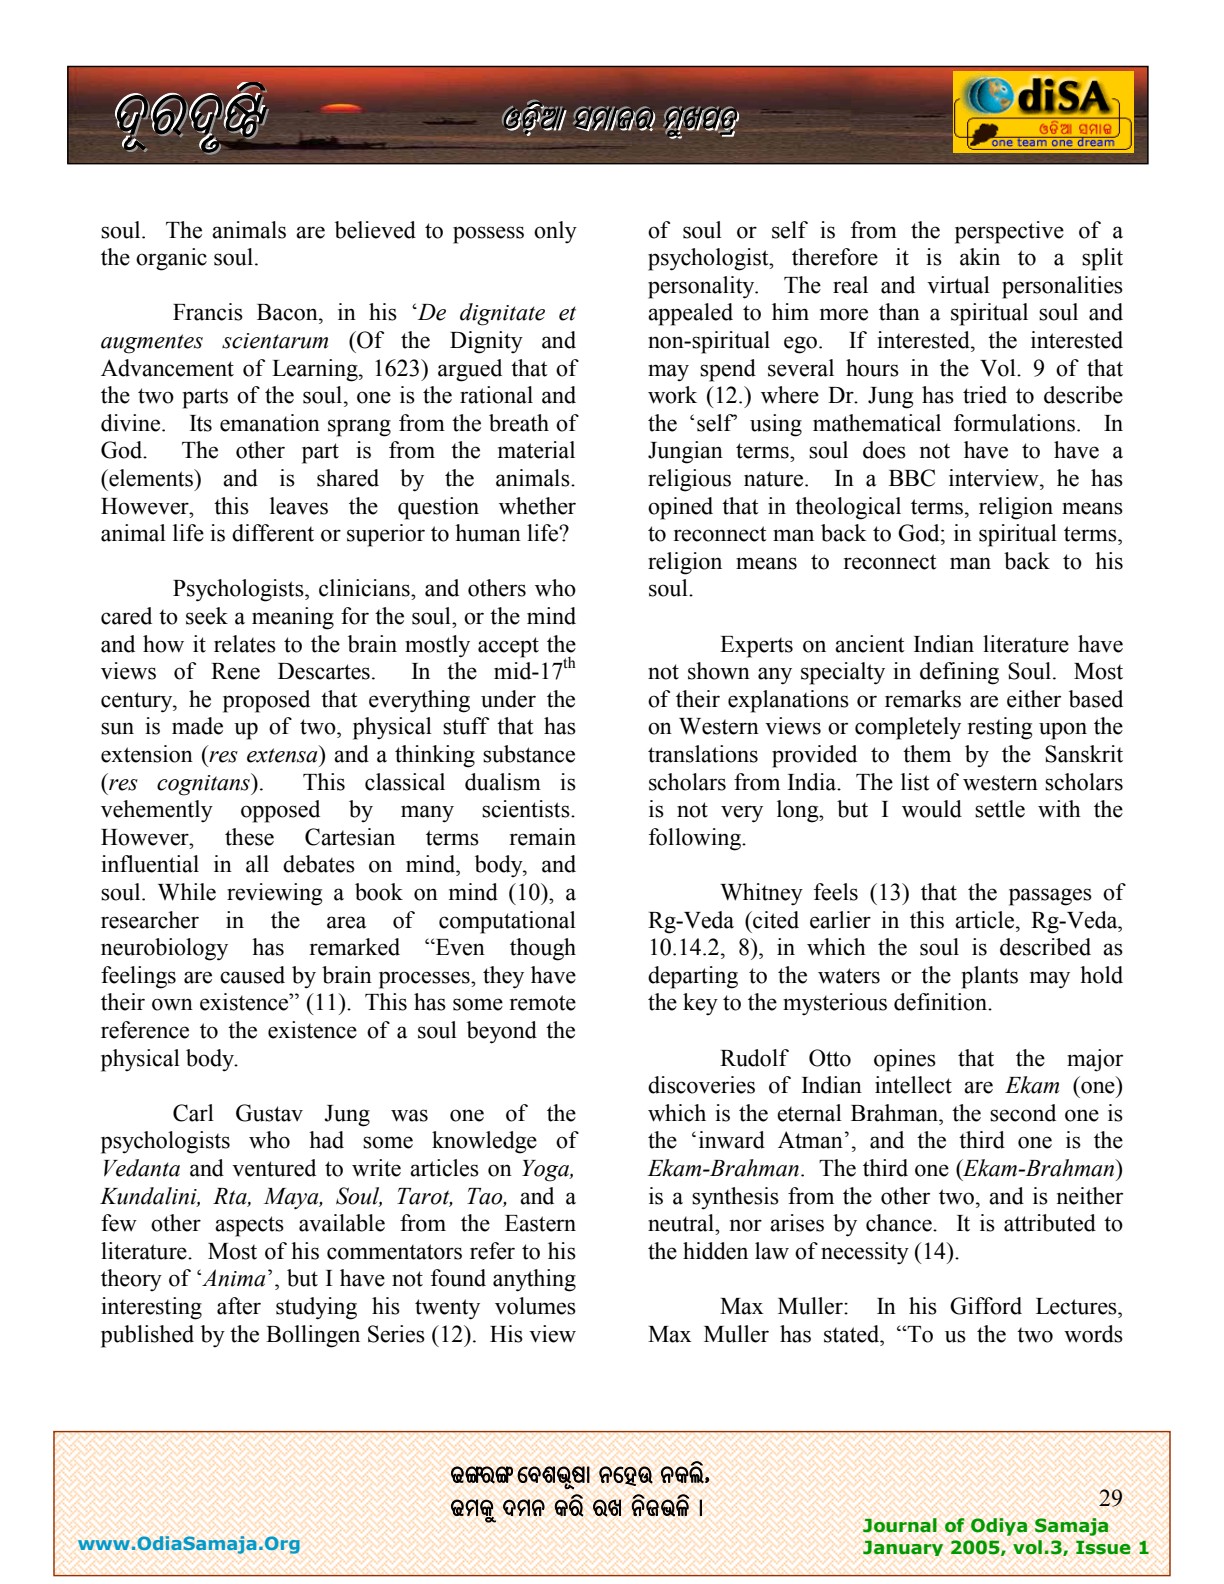 ଦୂରଦୃଷ୍ଟି
ଓଡ଼ିଆ ସମାଜର ମୁଖପତ୍ର
OdiSA
ଓଡିଆ ସମାଜ
one team one dream
soul. The animals are believed to possess only
the organic soul.
Francis Bacon, in his ‘De dignitate et
augmentes scientarum (Of the Dignity and
Advancement of Learning, 1623) argued that of
the two parts of the soul, one is the rational and
divine. Its emanation sprang from the breath of
God. The other part is from the material
(elements) and is shared by the animals.
However, this leaves the question whether
animal life is different or superior to human life?
Psychologists, clinicians, and others who
cared to seek a meaning for the soul, or the mind
and how it relates to the brain mostly accept the
views of Rene Descartes. In the mid-17th
century, he proposed that everything under the
sun is made up of two, physical stuff that has
extension (res extensa) and a thinking substance
(res cognitans). This classical dualism is
vehemently opposed by many scientists.
However, these Cartesian terms remain
influential in all debates on mind, body, and
soul. While reviewing a book on mind (10), a
researcher in the area of computational
neurobiology has remarked “Even though
feelings are caused by brain processes, they have
their own existence” (11). This has some remote
reference to the existence of a soul beyond the
physical body.
Carl Gustav Jung was one of the
psychologists who had some knowledge of
Vedanta and ventured to write articles on Yoga,
Kundalini, Rta, Maya, Soul, Tarot, Tao, and a
few other aspects available from the Eastern
literature. Most of his commentators refer to his
theory of ‘Anima’, but I have not found anything
interesting after studying his twenty volumes
published by the Bollingen Series (12). His view
of soul or self is from the perspective of a
psychologist, therefore it is akin to a split
personality. The real and virtual personalities
appealed to him more than a spiritual soul and
non-spiritual ego. If interested, the interested
may spend several hours in the Vol. 9 of that
work (12.) where Dr. Jung has tried to describe
the ‘self’ using mathematical formulations. In
Jungian terms, soul does not have to have a
religious nature. In a BBC interview, he has
opined that in theological terms, religion means
to reconnect man back to God; in spiritual terms,
religion means to reconnect man back to his
soul.
Experts on ancient Indian literature have
not shown any specialty in defining Soul. Most
of their explanations or remarks are either based
on Western views or completely resting upon the
translations provided to them by the Sanskrit
scholars from India. The list of western scholars
is not very long, but I would settle with the
following.
Whitney feels (13) that the passages of
Rg-Veda (cited earlier in this article, Rg-Veda,
10.14.2, 8), in which the soul is described as
departing to the waters or the plants may hold
the key to the mysterious definition.
Rudolf Otto opines that the major
discoveries of Indian intellect are Ekam (one)
which is the eternal Brahman, the second one is
the ‘inward Atman’, and the third one is the
Ekam-Brahman. The third one (Ekam-Brahman)
is a synthesis from the other two, and is neither
neutral, nor arises by chance. It is attributed to
the hidden law of necessity (14).
Max Muller: In his Gifford Lectures,
Max Muller has stated, “To us the two words
ଢଙ୍ଗରଙ୍ଗ ବେଶଭୂଷା ନହେଉ ନକଲି,
ଢମକୁ ଦମନ କରି ରଖ ନିଜଭଳି ।
29
www.OdiaSamaja.Org
Journal of Odiya Samaja
January 2005, vol.3, Issue 1